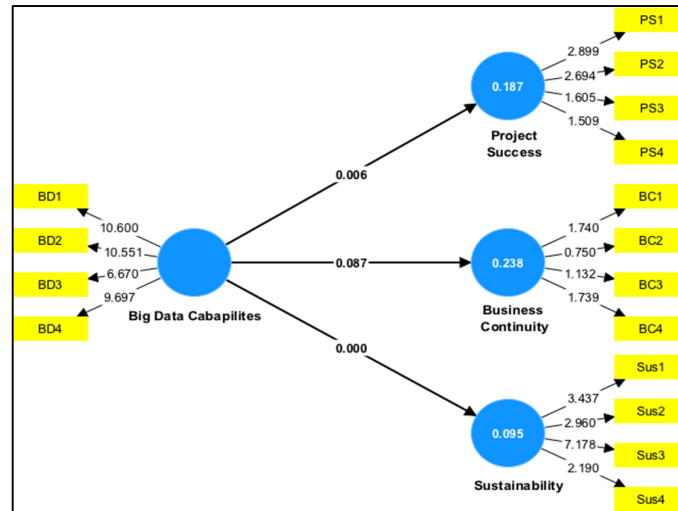 PS1
2.899
PS2
2.694
0.187
1.605
PS3
1.509
Project
Success
PS4
0.006
BD1
10.600
BD2
10.551
BD3
6.670
9.697
BD4
Big Data Cabapilites
0.087
BC1
1.740
BC2
0.750
0.238
1.132
BC3
1.739
Business
Continuity
BC4
0.000
Sus1
3.437
Sus2
2.960
0.095
7.178
Sus3
2.190
Sustainability
Sus4